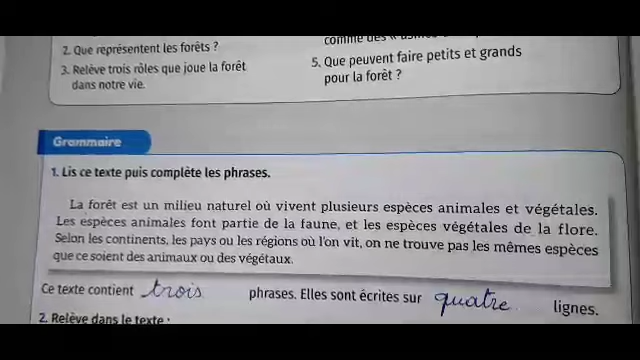 2. Que représentent les forêts ?
3. Relève trois rôles que joue la forêt
dans notre vie.
comme des «
5. Que peuvent faire petits et grands
pour la forêt ?
Grammaire
1. Lis ce texte puis complète les phrases.
La forêt est un milieu naturel où vivent plusieurs espèces animales et végétales.
Les espèces animales font partie de la faune, et les espèces végétales de la flore.
Selon les continents, les pays ou les régions où l'on vit, on ne trouve pas les mêmes espèces
que ce soient des animaux ou des végétaux.
Ce texte contient trois phrases. Elles sont écrites sur quatre lignes.
2. Relève dans le texte :